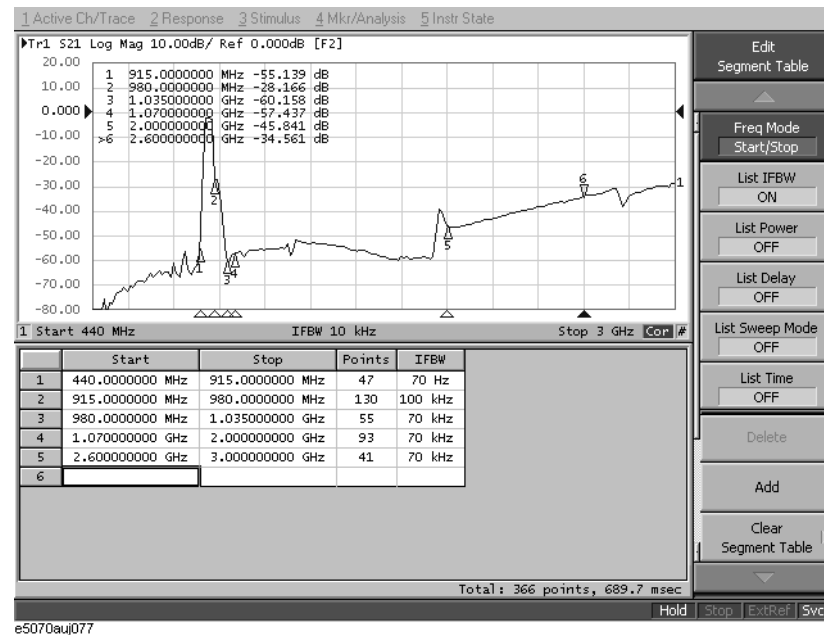 1 Active Ch/Trace 2 Response 3 Stimulus 4 Mkr/Analysis 5 Instr State
Tr1 S21 Log Mag 10.00dB/ Ref 0.000dB [F2]
20.00
10.00
0.000
-10.00
-20.00
-30.00
-40.00
-50.00
-60.00
-70.00
-80.00
1 915.0000000 MHz -55.139 dB
2 980.0000000 MHz -28.166 dB
3 1.035000000 GHz -60.158 dB
4 1.070000000 GHz -57.437 dB
5 2.000000000 GHz -45.841 dB
>6 2.600000000 GHz -34.561 dB
1
2
3
4
5
6
1
1 Start 440 MHz IFBW 10 kHz Stop 3 GHz Cor #
Start Stop Points IFBW
1 440.0000000 MHz 915.0000000 MHz 47 70 Hz
2 915.0000000 MHz 980.0000000 MHz 130 100 kHz
3 980.0000000 MHz 1.035000000 GHz 55 70 kHz
4 1.070000000 GHz 2.000000000 GHz 93 70 kHz
5 2.600000000 GHz 3.000000000 GHz 41 70 kHz
6
Total: 366 points, 689.7 msec
Edit
Segment Table
Freq Mode
Start/Stop
List IFBW
ON
List Power
OFF
List Delay
OFF
List Sweep Mode
OFF
List Time
OFF
Delete
Add
Clear
Segment Table
Hold Stop ExtRef Svc
e5070auj077